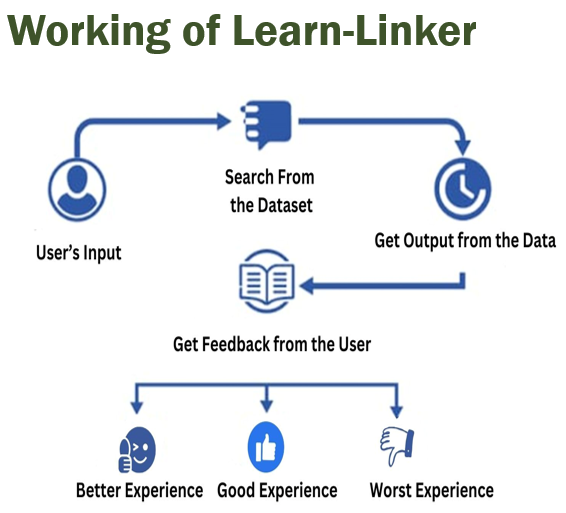 Working of Learn-Linker
Search From
the Dataset
User's Input
Get Output from the Data
Get Feedback from the User
Better Experience
Good Experience
Worst Experience